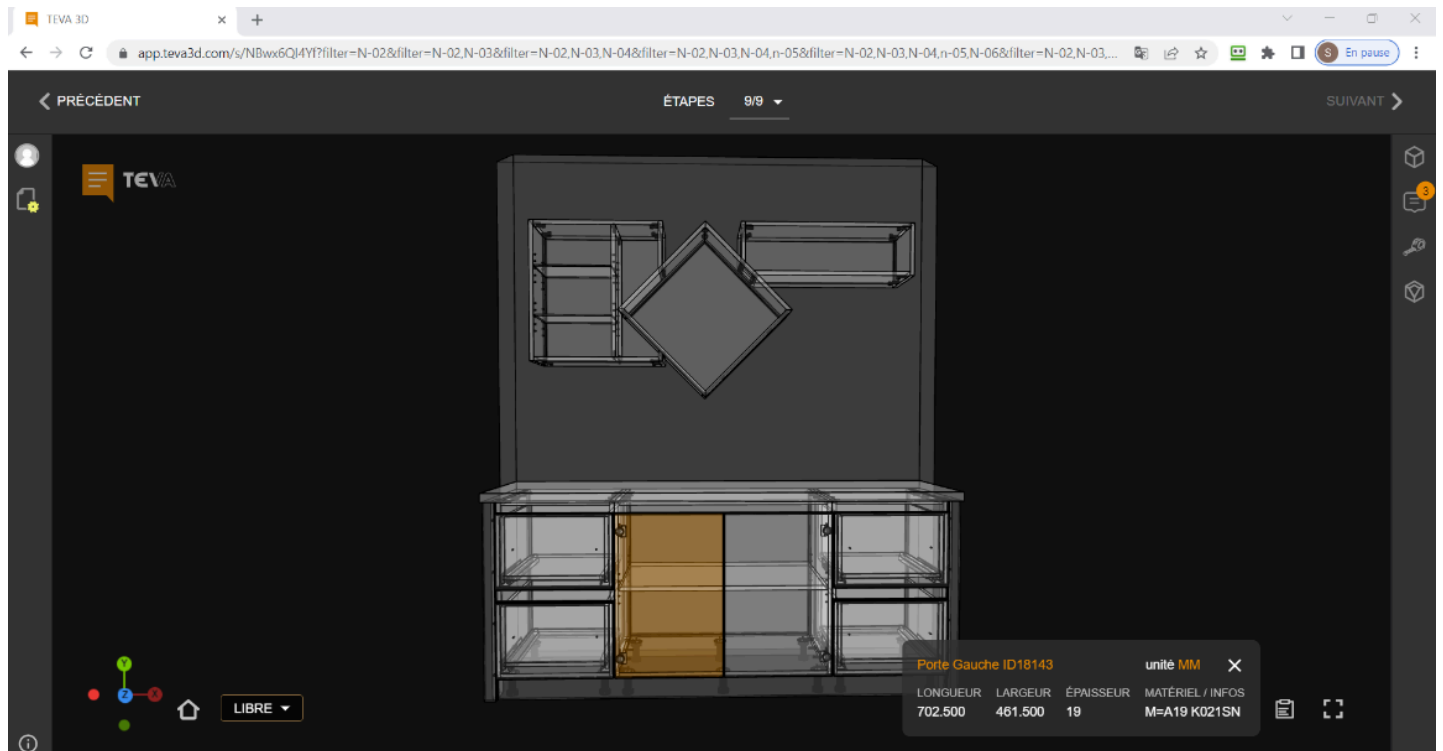 TEVA 3D
app.teva3d.com/s/NBwx6QJ4Yf?filter=N-02&filter=N-02,N-03&filter=N-02,N-03,N-04&filter=N-02,N-03,N-04,n-05&filter=N-02,N-03,N-04,n-05,N-06&filter=N-02,N-03,...
S En pause
PRÉCÉDENT
ÉTAPES 9/9
SUIVANT
TEVA
3
Y
Z X
LIBRE
Porte Gauche ID18143 unité MM
LONGUEUR LARGEUR ÉPAISSEUR MATÉRIEL / INFOS
702.500 461.500 19 M=A19 K021SN